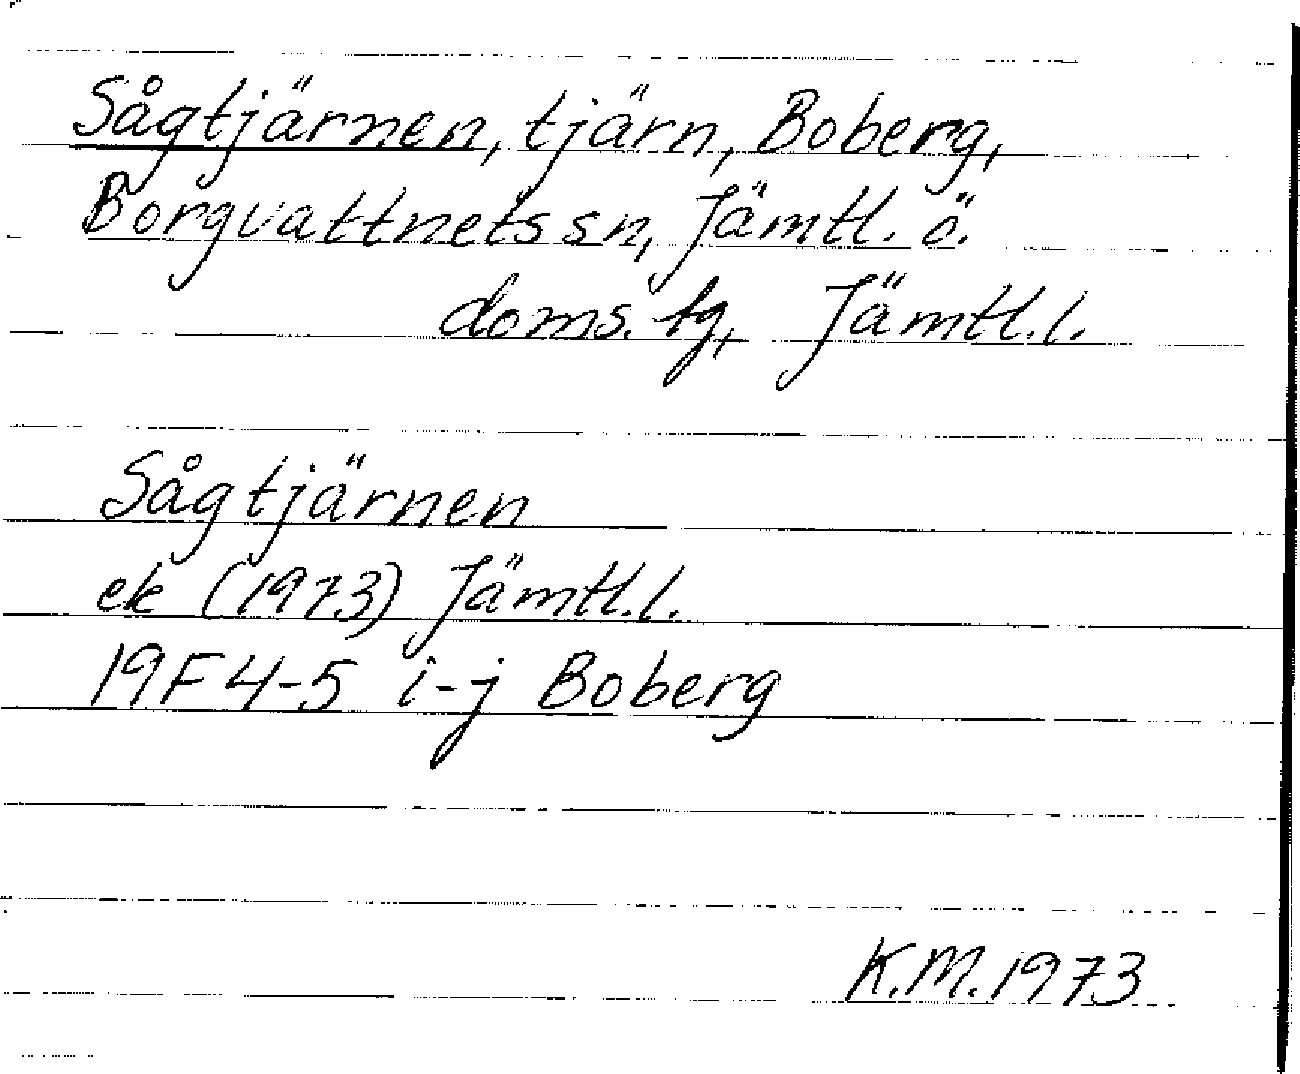 Sågtjärnen, tjärn, Boberg,
Borgvattnets sn, Jämtl. ö.
doms. tg, Jämtl. l.
Sågtjärnen
ek (1973) Jämtl. l.
19F 4-5 i-j Boberg
K.M. 1973